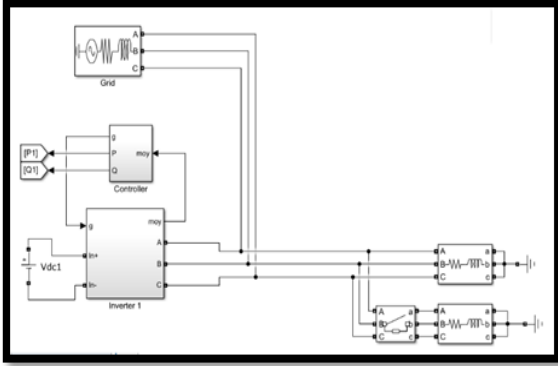 A
B
C
Grid
g
[P1] P moy
[Q1] Q
Controller
g moy
A
In+
Vdc1 B
In- C
Inverter 1
A a
B b
C c
A a A a
B b B b
C c C c